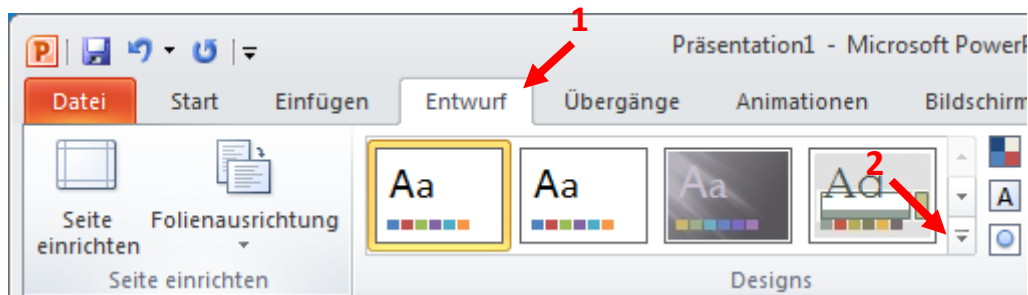 1
Präsentation1 - Microsoft PowerP
Datei Start Einfügen Entwurf Übergänge Animationen Bildschirm
2
Aa Aa Aa Aa
A
Seite einrichten
Folienausrichtung
Seite einrichten
Designs